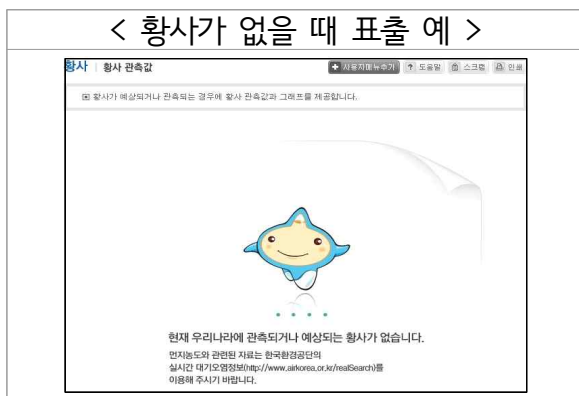 < 황사가 없을 때 표출 예 >
황사 | 황사 관측값
사용자메뉴추가 도움말 스크랩 인쇄
황사가 예상되거나 관측되는 경우에 황사 관측값과 그래프를 제공합니다.
현재 우리나라에 관측되거나 예상되는 황사가 없습니다.
먼지농도와 관련된 자료는 한국환경공단의
실시간 대기오염정보(http://www.airkorea.or.kr/realSearch)를
이용해 주시기 바랍니다.